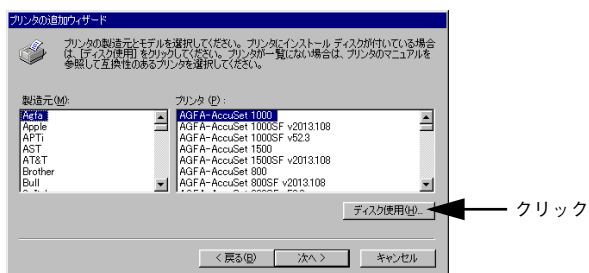 プリンタの追加ウィザード
プリンタの製造元とモデルを選択してください。プリンタにインストール ディスクが付いている場合
は、[ディスク使用] をクリックしてください。プリンタが一覧にない場合は、プリンタのマニュアルを
参照して互換性のあるプリンタを選択してください。
製造元(M):
プリンタ (P) :
Agfa
Apple
APTi
AST
AT&T
Brother
Bull
AGFA-AccuSet 1000
AGFA-AccuSet 1000SF v2013.108
AGFA-AccuSet 1000SF v52.3
AGFA-AccuSet 1500
AGFA-AccuSet 1500SF v2013.108
AGFA-AccuSet 800
AGFA-AccuSet 800SF v2013.108
ディスク使用(H)...
クリック
< 戻る(B)
次へ >
キャンセル